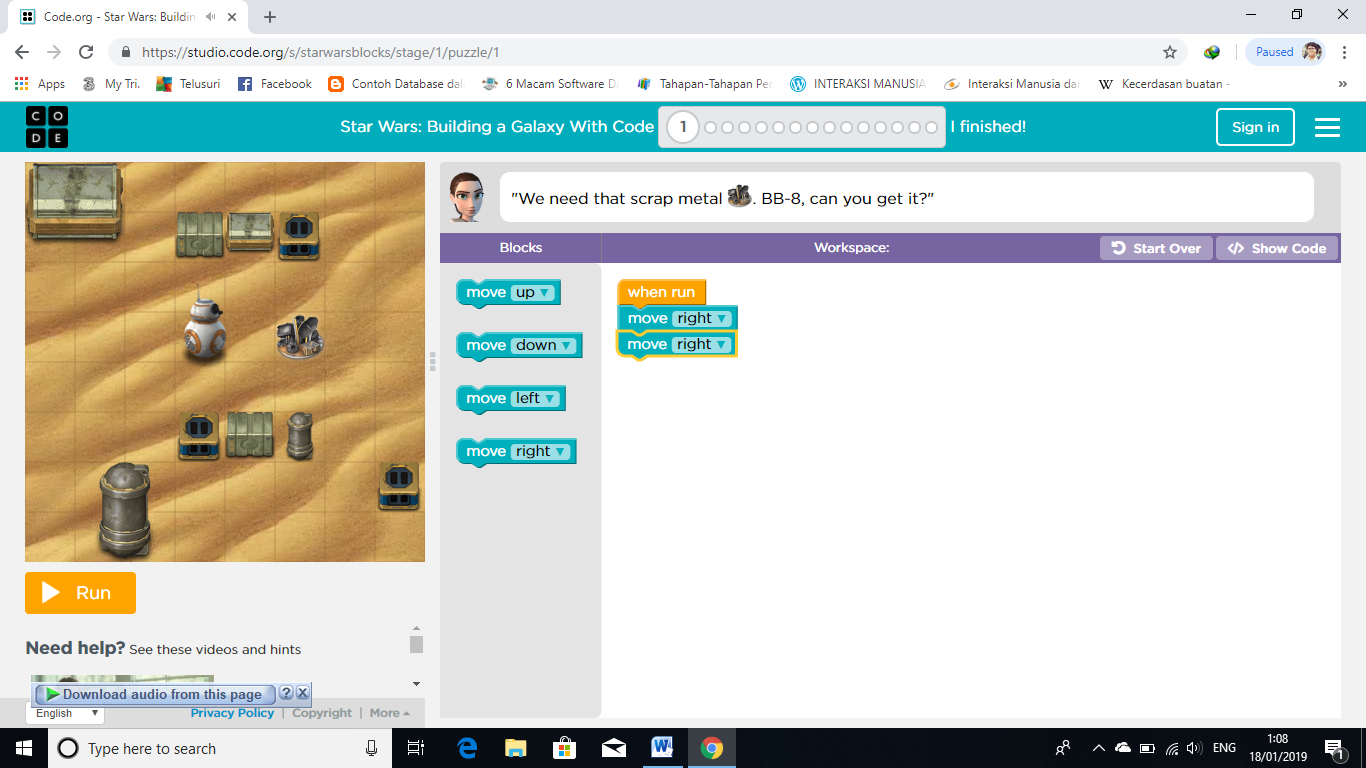 Code.org - Star Wars: Buildin
https://studio.code.org/s/starwarsblocks/stage/1/puzzle/1
Paused
Apps
My Tri.
Telusuri
Facebook
Contoh Database dal
6 Macam Software D
Tahapan-Tahapan Per
INTERAKSI MANUSIA
Interaksi Manusia dar
Kecerdasan buatan -
C O
D E
Star Wars: Building a Galaxy With Code
1
I finished!
Sign in
"We need that scrap metal . BB-8, can you get it?"
Blocks
Workspace:
Start Over
Show Code
move up
move down
move left
move right
when run
move right
move right
Run
Need help? See these videos and hints
Download audio from this page
English
Privacy Policy | Copyright | More
Type here to search
ENG
1:08
18/01/2019
1